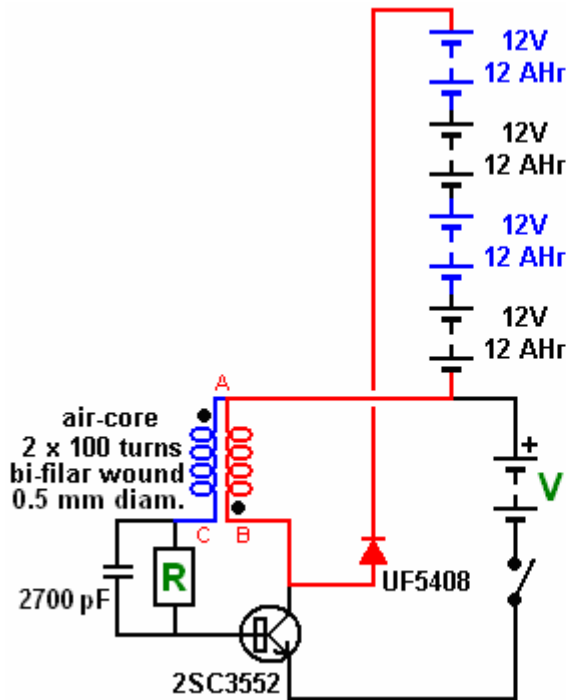 12V
12 AHr
12V
12 AHr
12V
12 AHr
12V
12 AHr
A
air-core
2 x 100 turns
bi-filar wound
0.5 mm diam.
+
V
C
B
2700 pF
R
UF5408
2SC3552